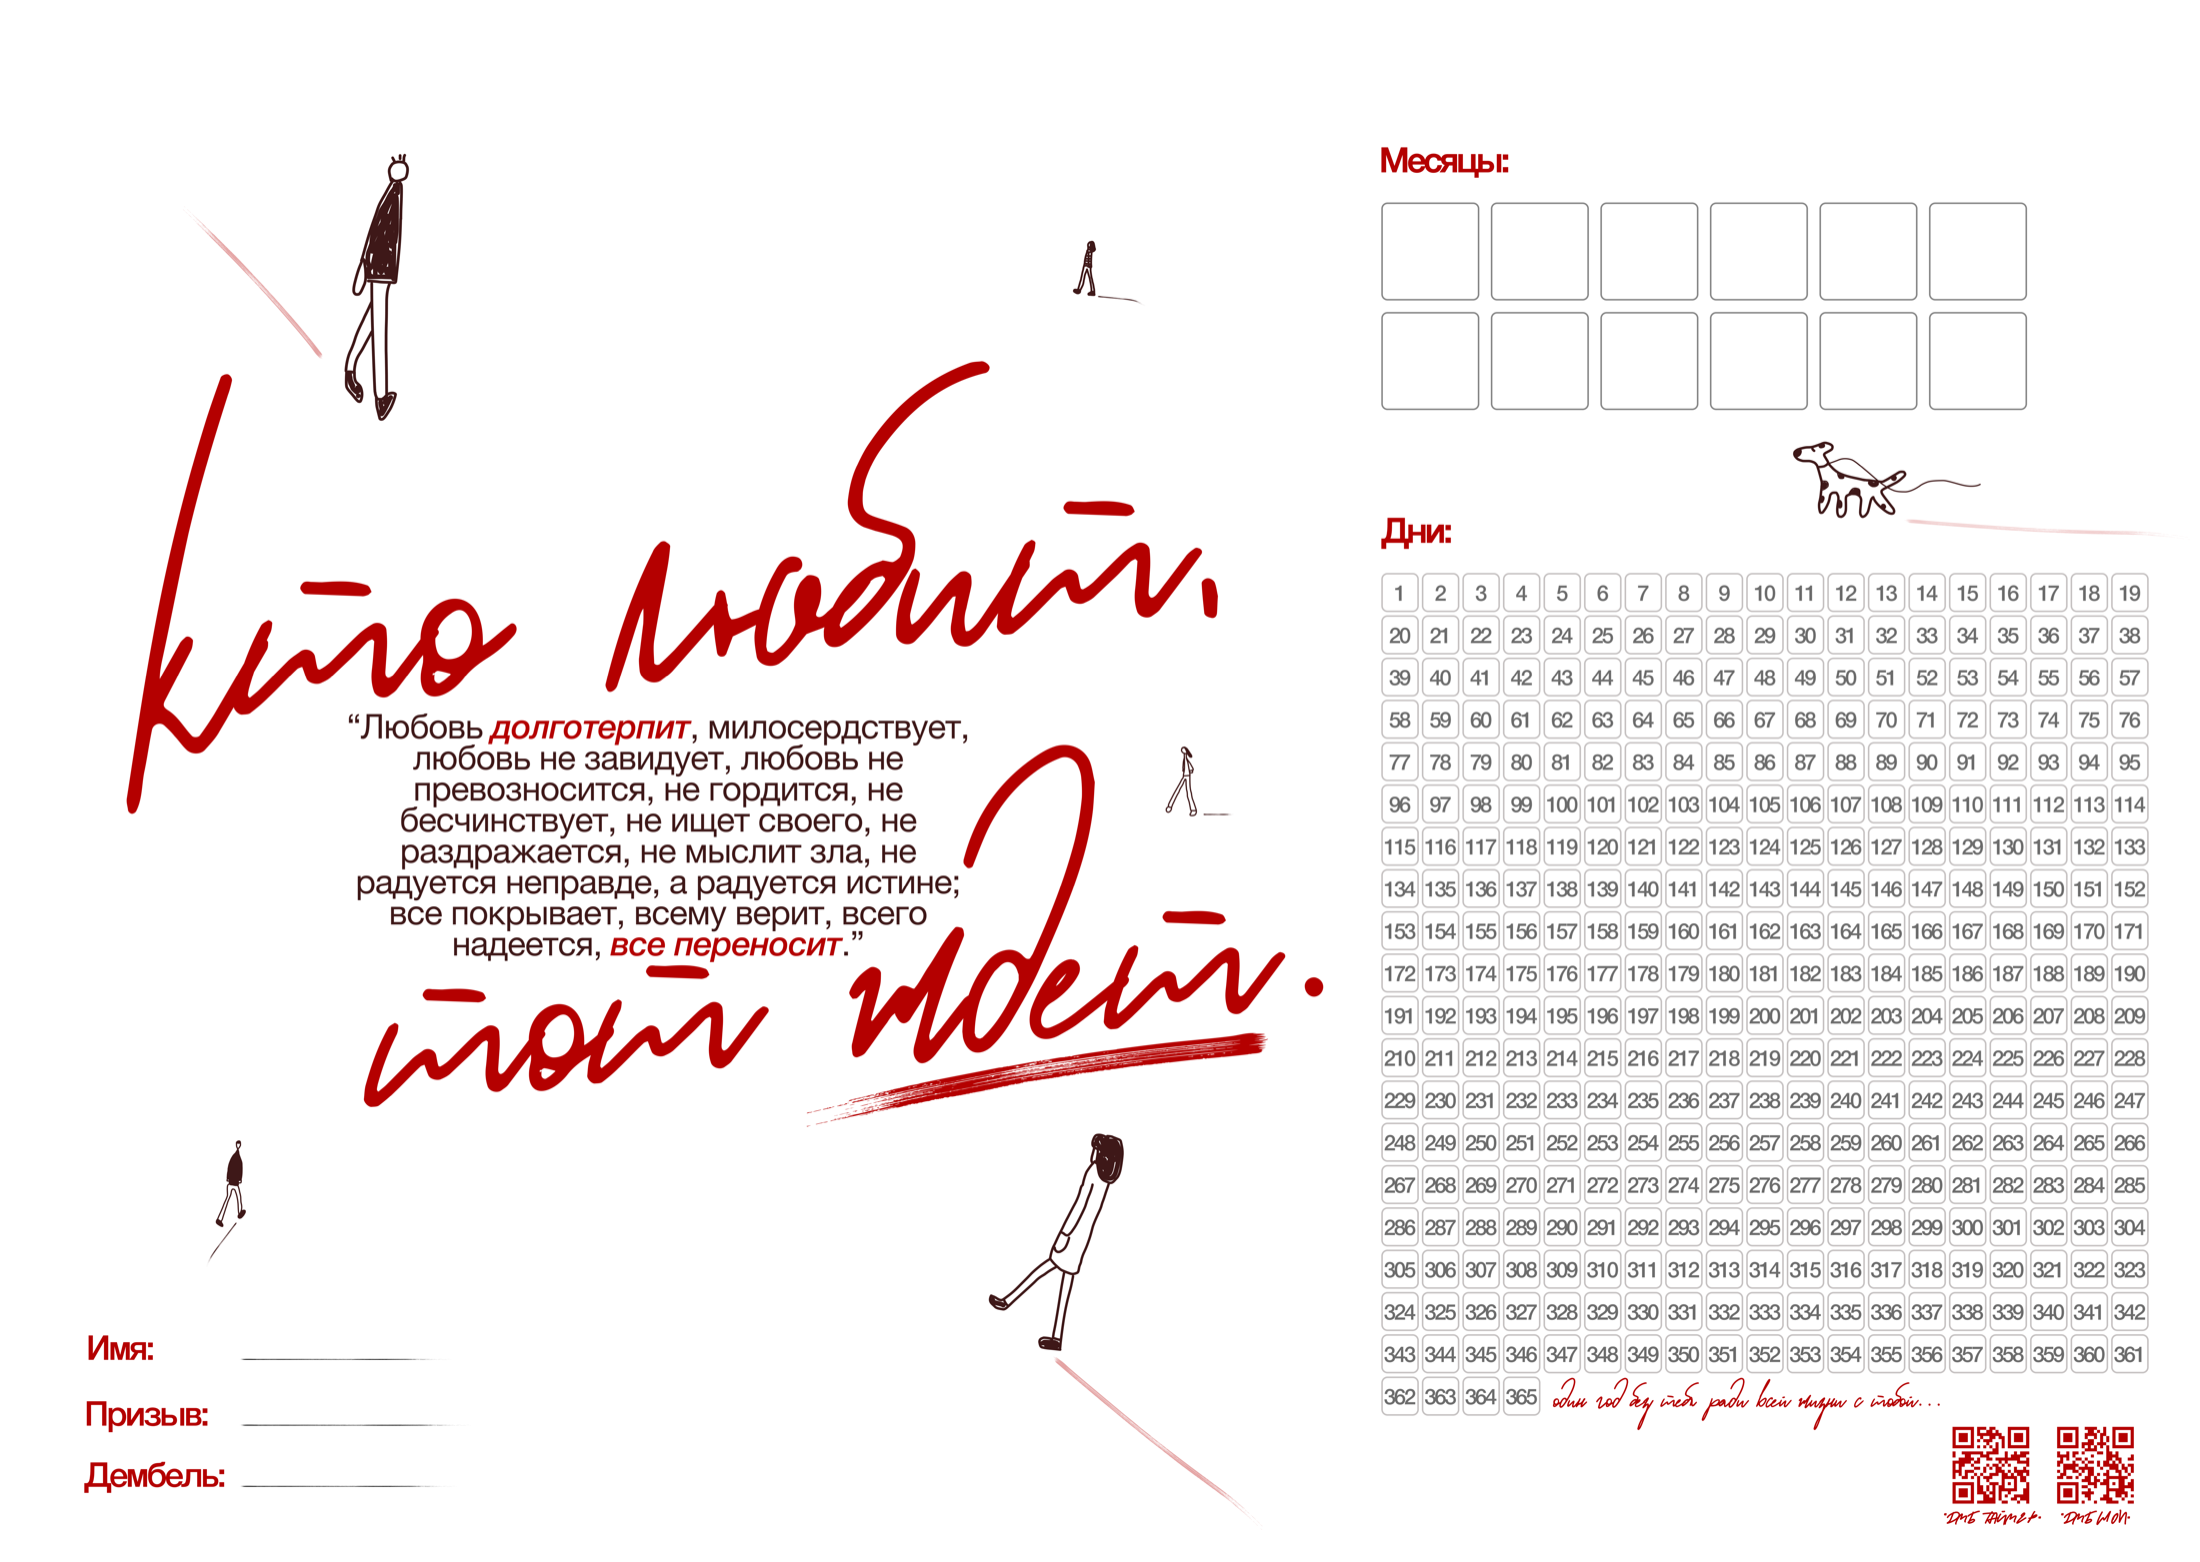 кто любит,
“Любовь долготерпит, милосердствует,
любовь не завидует, любовь не
превозносится, не гордится, не
бесчинствует, не ищет своего, не
раздражается, не мыслит зла, не
радуется неправде, а радуется истине;
все покрывает, всему верит, всего
надеется, все переносит.”
тот ждет.
Имя:
Призыв:
Дембель:
Месяцы:
Дни:
1 2 3 4 5 6 7 8 9 10 11 12 13 14 15 16 17 18 19
20 21 22 23 24 25 26 27 28 29 30 31 32 33 34 35 36 37 38
39 40 41 42 43 44 45 46 47 48 49 50 51 52 53 54 55 56 57
58 59 60 61 62 63 64 65 66 67 68 69 70 71 72 73 74 75 76
77 78 79 80 81 82 83 84 85 86 87 88 89 90 91 92 93 94 95
96 97 98 99 100 101 102 103 104 105 106 107 108 109 110 111 112 113 114
115 116 117 118 119 120 121 122 123 124 125 126 127 128 129 130 131 132 133
134 135 136 137 138 139 140 141 142 143 144 145 146 147 148 149 150 151 152
153 154 155 156 157 158 159 160 161 162 163 164 165 166 167 168 169 170 171
172 173 174 175 176 177 178 179 180 181 182 183 184 185 186 187 188 189 190
191 192 193 194 195 196 197 198 199 200 201 202 203 204 205 206 207 208 209
210 211 212 213 214 215 216 217 218 219 220 221 222 223 224 225 226 227 228
229 230 231 232 233 234 235 236 237 238 239 240 241 242 243 244 245 246 247
248 249 250 251 252 253 254 255 256 257 258 259 260 261 262 263 264 265 266
267 268 269 270 271 272 273 274 275 276 277 278 279 280 281 282 283 284 285
286 287 288 289 290 291 292 293 294 295 296 297 298 299 300 301 302 303 304
305 306 307 308 309 310 311 312 313 314 315 316 317 318 319 320 321 322 323
324 325 326 327 328 329 330 331 332 333 334 335 336 337 338 339 340 341 342
343 344 345 346 347 348 349 350 351 352 353 354 355 356 357 358 359 360 361
362 363 364 365 один год без тебя ради всей жизни с тобой...
·ДМБ ТАЙМЕР· ·ДМБ ШОП·